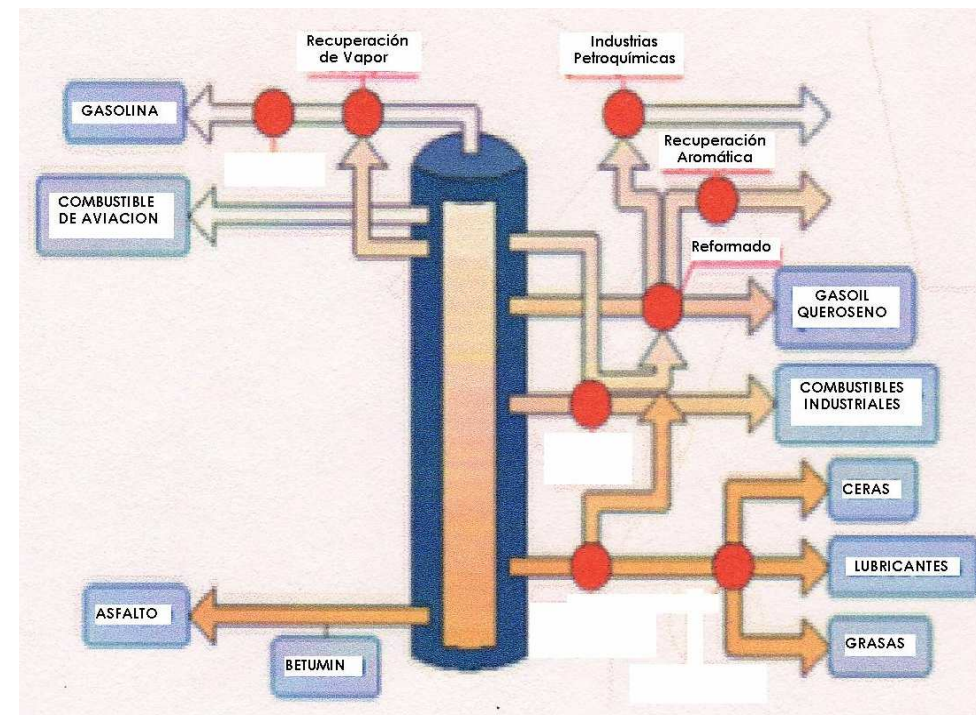 Recuperación
de Vapor
Industrias
Petroquímicas
GASOLINA
Recuperación
Aromática
COMBUSTIBLE
DE AVIACION
Reformado
GASOIL
QUEROSENO
COMBUSTIBLES
INDUSTRIALES
CERAS
LUBRICANTES
ASFALTO
GRASAS
BETUMIN